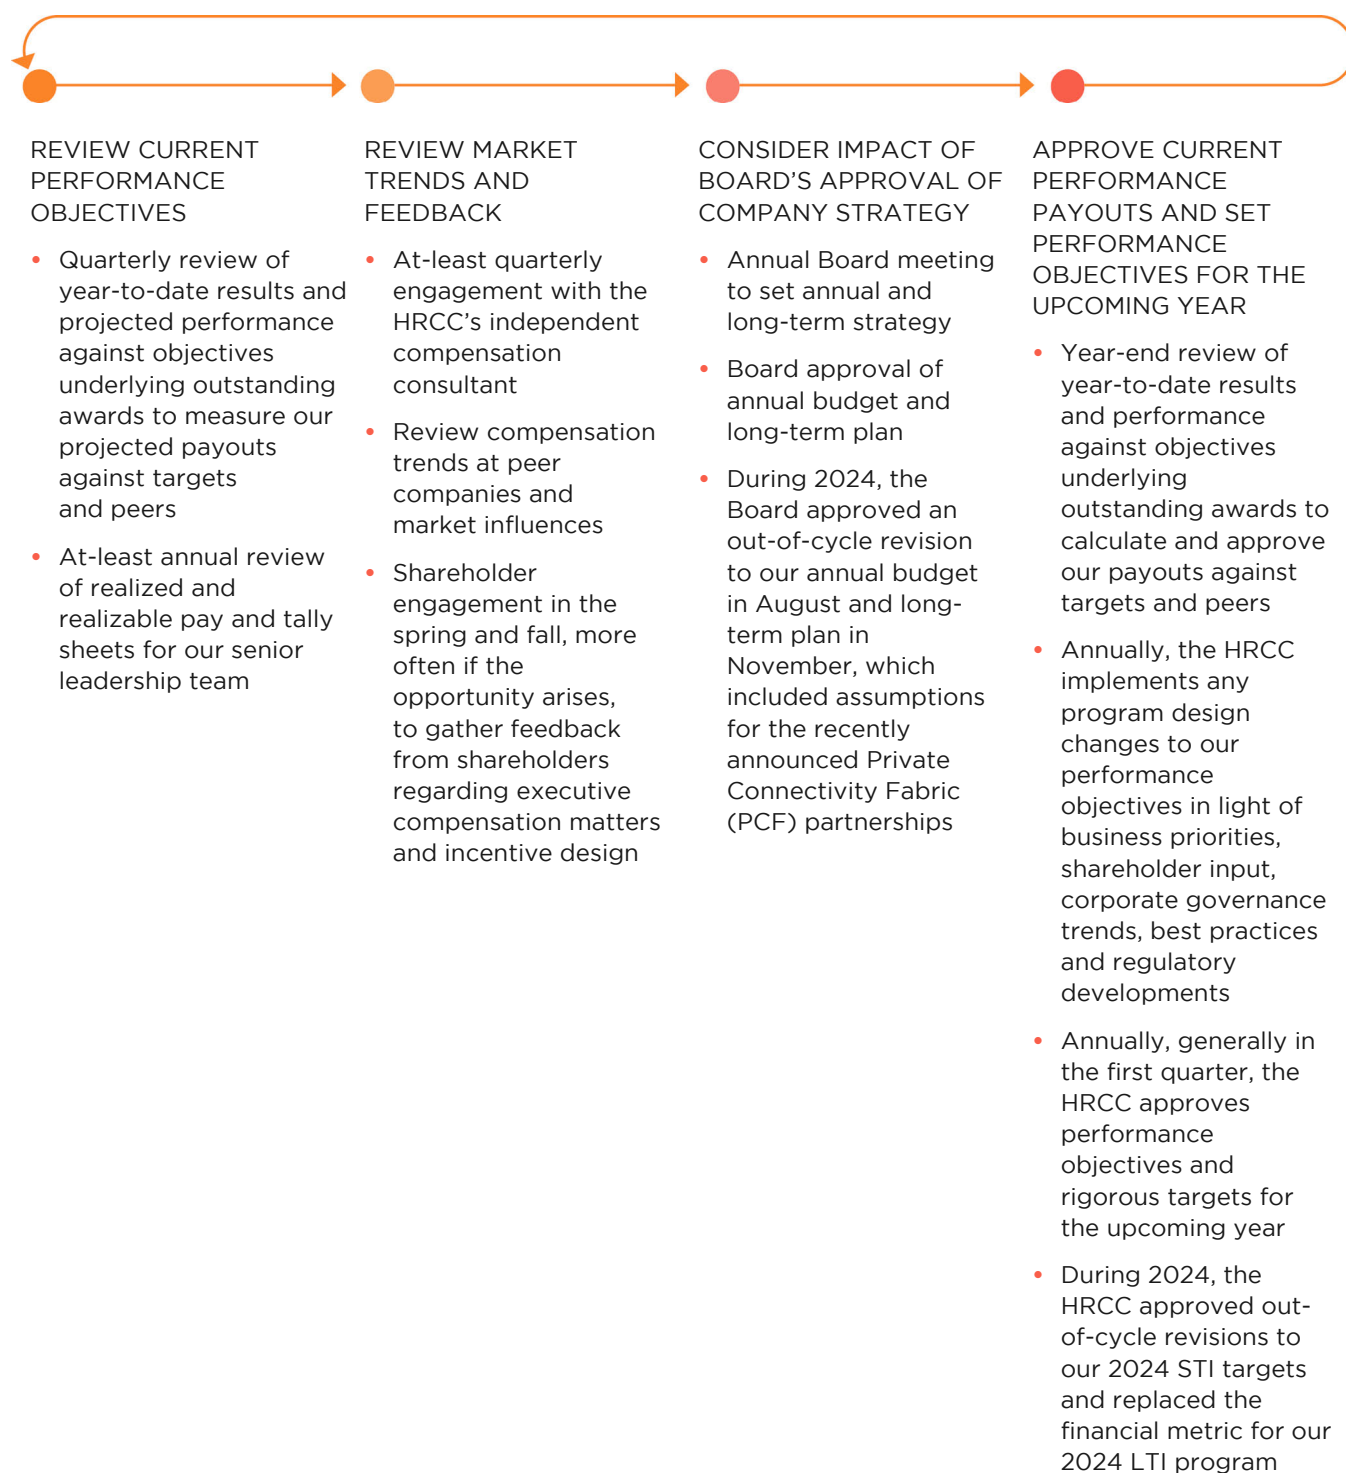 REVIEW CURRENT
PERFORMANCE
OBJECTIVES
• Quarterly review of
year-to-date results and
projected performance
against objectives
underlying outstanding
awards to measure our
projected payouts
against targets
and peers
• At-least annual review
of realized and
realizable pay and tally
sheets for our senior
leadership team
REVIEW MARKET
TRENDS AND
FEEDBACK
• At-least quarterly
engagement with the
HRCC’s independent
compensation
consultant
• Review compensation
trends at peer
companies and
market influences
• Shareholder
engagement in the
spring and fall, more
often if the
opportunity arises,
to gather feedback
from shareholders
regarding executive
compensation matters
and incentive design
CONSIDER IMPACT OF
BOARD’S APPROVAL OF
COMPANY STRATEGY
• Annual Board meeting
to set annual and
long-term strategy
• Board approval of
annual budget and
long-term plan
• During 2024, the
Board approved an
out-of-cycle revision
to our annual budget
in August and long-
term plan in
November, which
included assumptions
for the recently
announced Private
Connectivity Fabric
(PCF) partnerships
APPROVE CURRENT
PERFORMANCE
PAYOUTS AND SET
PERFORMANCE
OBJECTIVES FOR THE
UPCOMING YEAR
• Year-end review of
year-to-date results
and performance
against objectives
underlying
outstanding awards to
calculate and approve
our payouts against
targets and peers
• Annually, the HRCC
implements any
program design
changes to our
performance
objectives in light of
business priorities,
shareholder input,
corporate governance
trends, best practices
and regulatory
developments
• Annually, generally in
the first quarter, the
HRCC approves
performance
objectives and
rigorous targets for
the upcoming year
• During 2024, the
HRCC approved out-
of-cycle revisions to
our 2024 STI targets
and replaced the
financial metric for our
2024 LTI program